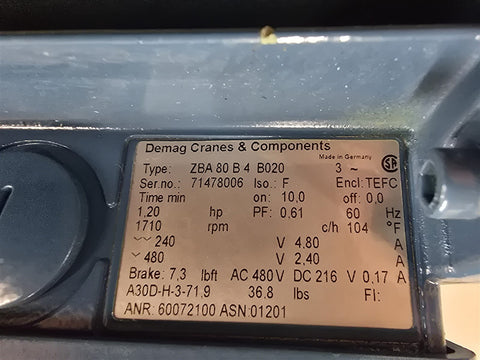 Demag Cranes & Components
Made in Germany
Type: ZBA 80 B 4 B020 3 ~
Ser.no.: 71478006 Iso.: F Encl: TEFC
Time min on: 10,0 off: 0,0
1,20 hp PF: 0,61 60 Hz
1710 rpm c/h 104 °F
﹀﹀ 240 V 4,80 A
﹀ 480 V 2,40 A
Brake: 7,3 lbft AC 480 V DC 216 V 0,17 A
A30D-H-3-71,9 36,8 lbs FI:
ANR: 60072100 ASN:01201